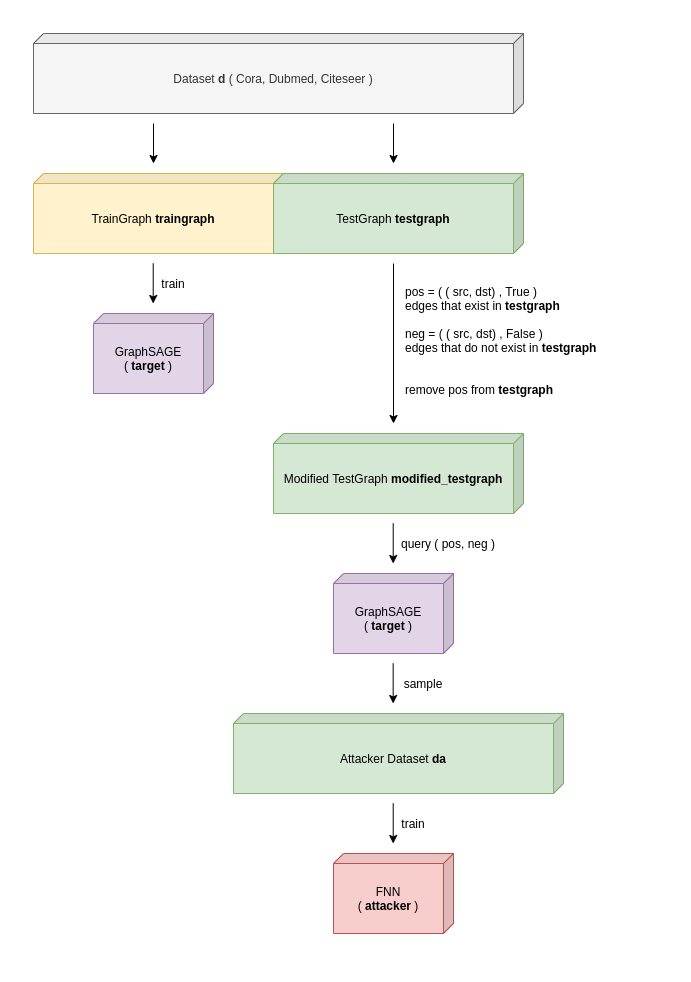 Dataset d ( Cora, Dubmed, Citeseer )
TrainGraph traingraph
TestGraph testgraph
train
GraphSAGE
( target )
pos = ( ( src, dst) , True )
edges that exist in testgraph
neg = ( ( src, dst) , False )
edges that do not exist in testgraph
remove pos from testgraph
Modified TestGraph modified_testgraph
query ( pos, neg )
GraphSAGE
( target )
sample
Attacker Dataset da
train
FNN
( attacker )